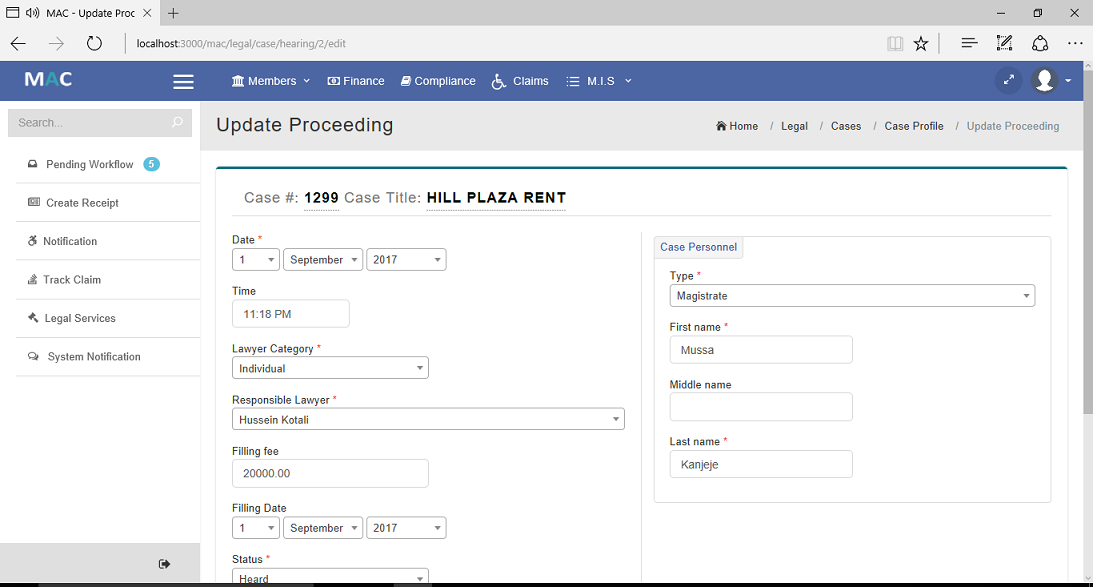 MAC - Update Proc
localhost:3000/mac/legal/case/hearing/2/edit
MAC
Members Finance Compliance Claims M.I.S
Search...
Update Proceeding
Home / Legal / Cases / Case Profile / Update Proceeding
Pending Workflow 5
Create Receipt
Notification
Track Claim
Legal Services
System Notification
Case #: 1299 Case Title: HILL PLAZA RENT
Date *
1 September 2017
Time
11:18 PM
Lawyer Category *
Individual
Responsible Lawyer *
Hussein Kotali
Filling fee
20000.00
Filling Date
1 September 2017
Status *
Heard
Case Personnel
Type *
Magistrate
First name *
Mussa
Middle name
Last name *
Kanjeje